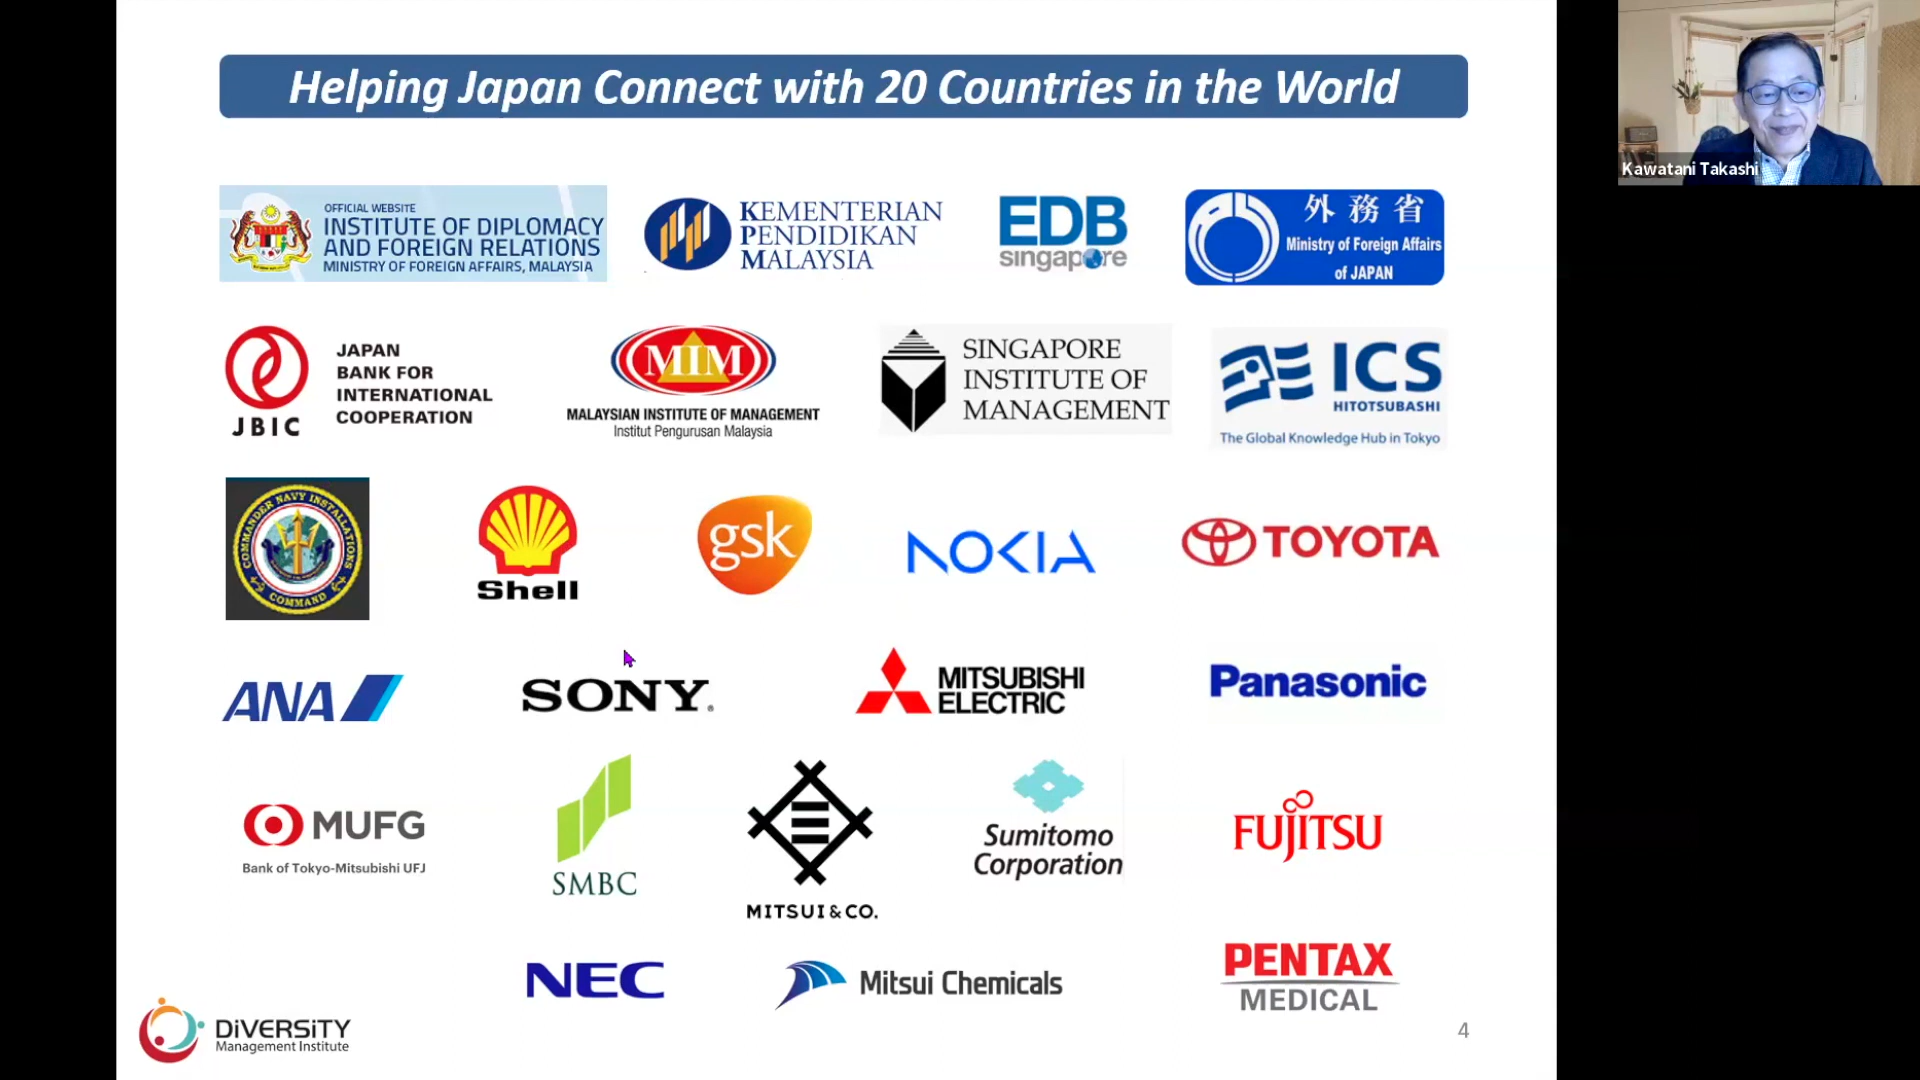 Helping Japan Connect with 20 Countries in the World
Kawatani Takashi
OFFICIAL WEBSITE
INSTITUTE OF DIPLOMACY
AND FOREIGN RELATIONS
MINISTRY OF FOREIGN AFFAIRS, MALAYSIA
KEMENTERIAN
PENDIDIKAN
MALAYSIA
EDB
singapore
外務省
Ministry of Foreign Affairs
of JAPAN
JBIC
JAPAN
BANK FOR
INTERNATIONAL
COOPERATION
MIM
MALAYSIAN INSTITUTE OF MANAGEMENT
Institut Pengurusan Malaysia
SINGAPORE
INSTITUTE OF
MANAGEMENT
ICS
HITOTSUBASHI
The Global Knowledge Hub in Tokyo
COMMANDER NAVY INSTALLATIONS
COMMAND
Shell
gsk
NOKIA
TOYOTA
ANA
SONY
MITSUBISHI
ELECTRIC
Panasonic
MUFG
Bank of Tokyo-Mitsubishi UFJ
SMBC
MITSUI & CO.
Sumitomo
Corporation
FUJITSU
NEC
Mitsui Chemicals
PENTAX
MEDICAL
DiVERSiTY
Management Institute
4